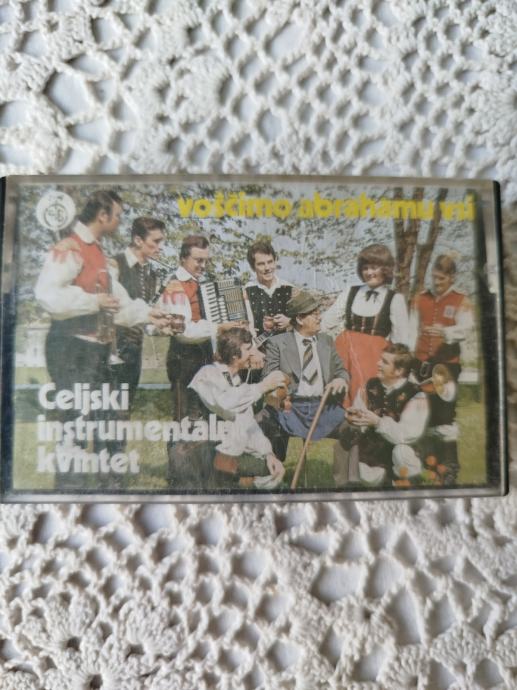 voščimo abrahamu vsi
Celjski
instrumentalni
kvintet